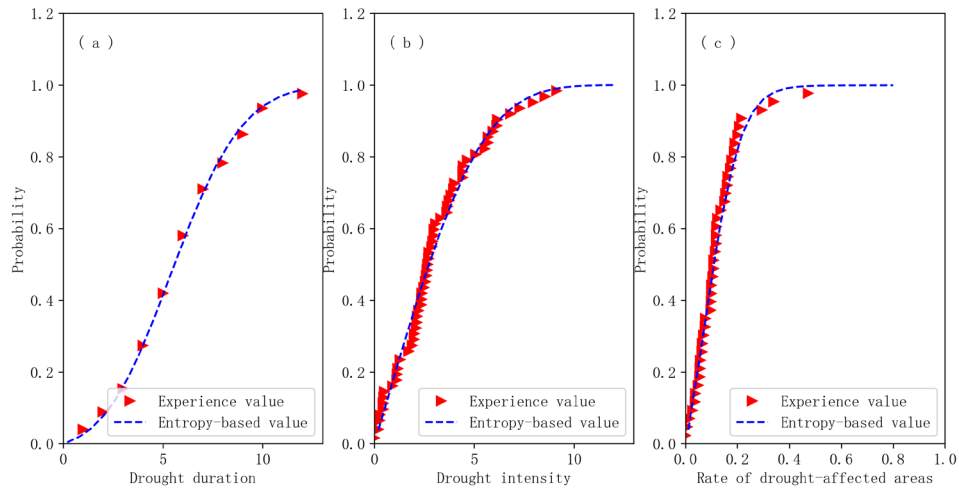 1.2
( a )
1.0
0.8
0.6
0.4
0.2
0.0
Probability
0
5
10
Drought duration
Experience value
Entropy-based value
1.2
( b )
1.0
0.8
0.6
0.4
0.2
0.0
Probability
0
5
10
Drought intensity
Experience value
Entropy-based value
1.2
( c )
1.0
0.8
0.6
0.4
0.2
0.0
Probability
0.0
0.2
0.4
0.6
0.8
1.0
Rate of drought-affected areas
Experience value
Entropy-based value